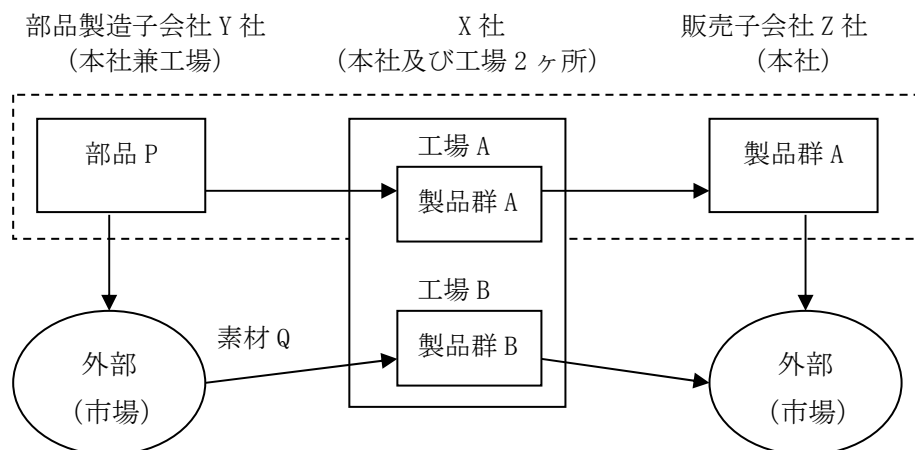 部品製造子会社Y社
(本社兼工場)
X社
(本社及び工場2ヶ所)
販売子会社Z社
(本社)
部品P
工場A
製品群A
製品群A
工場B
製品群B
素材Q
外部
(市場)
外部
(市場)